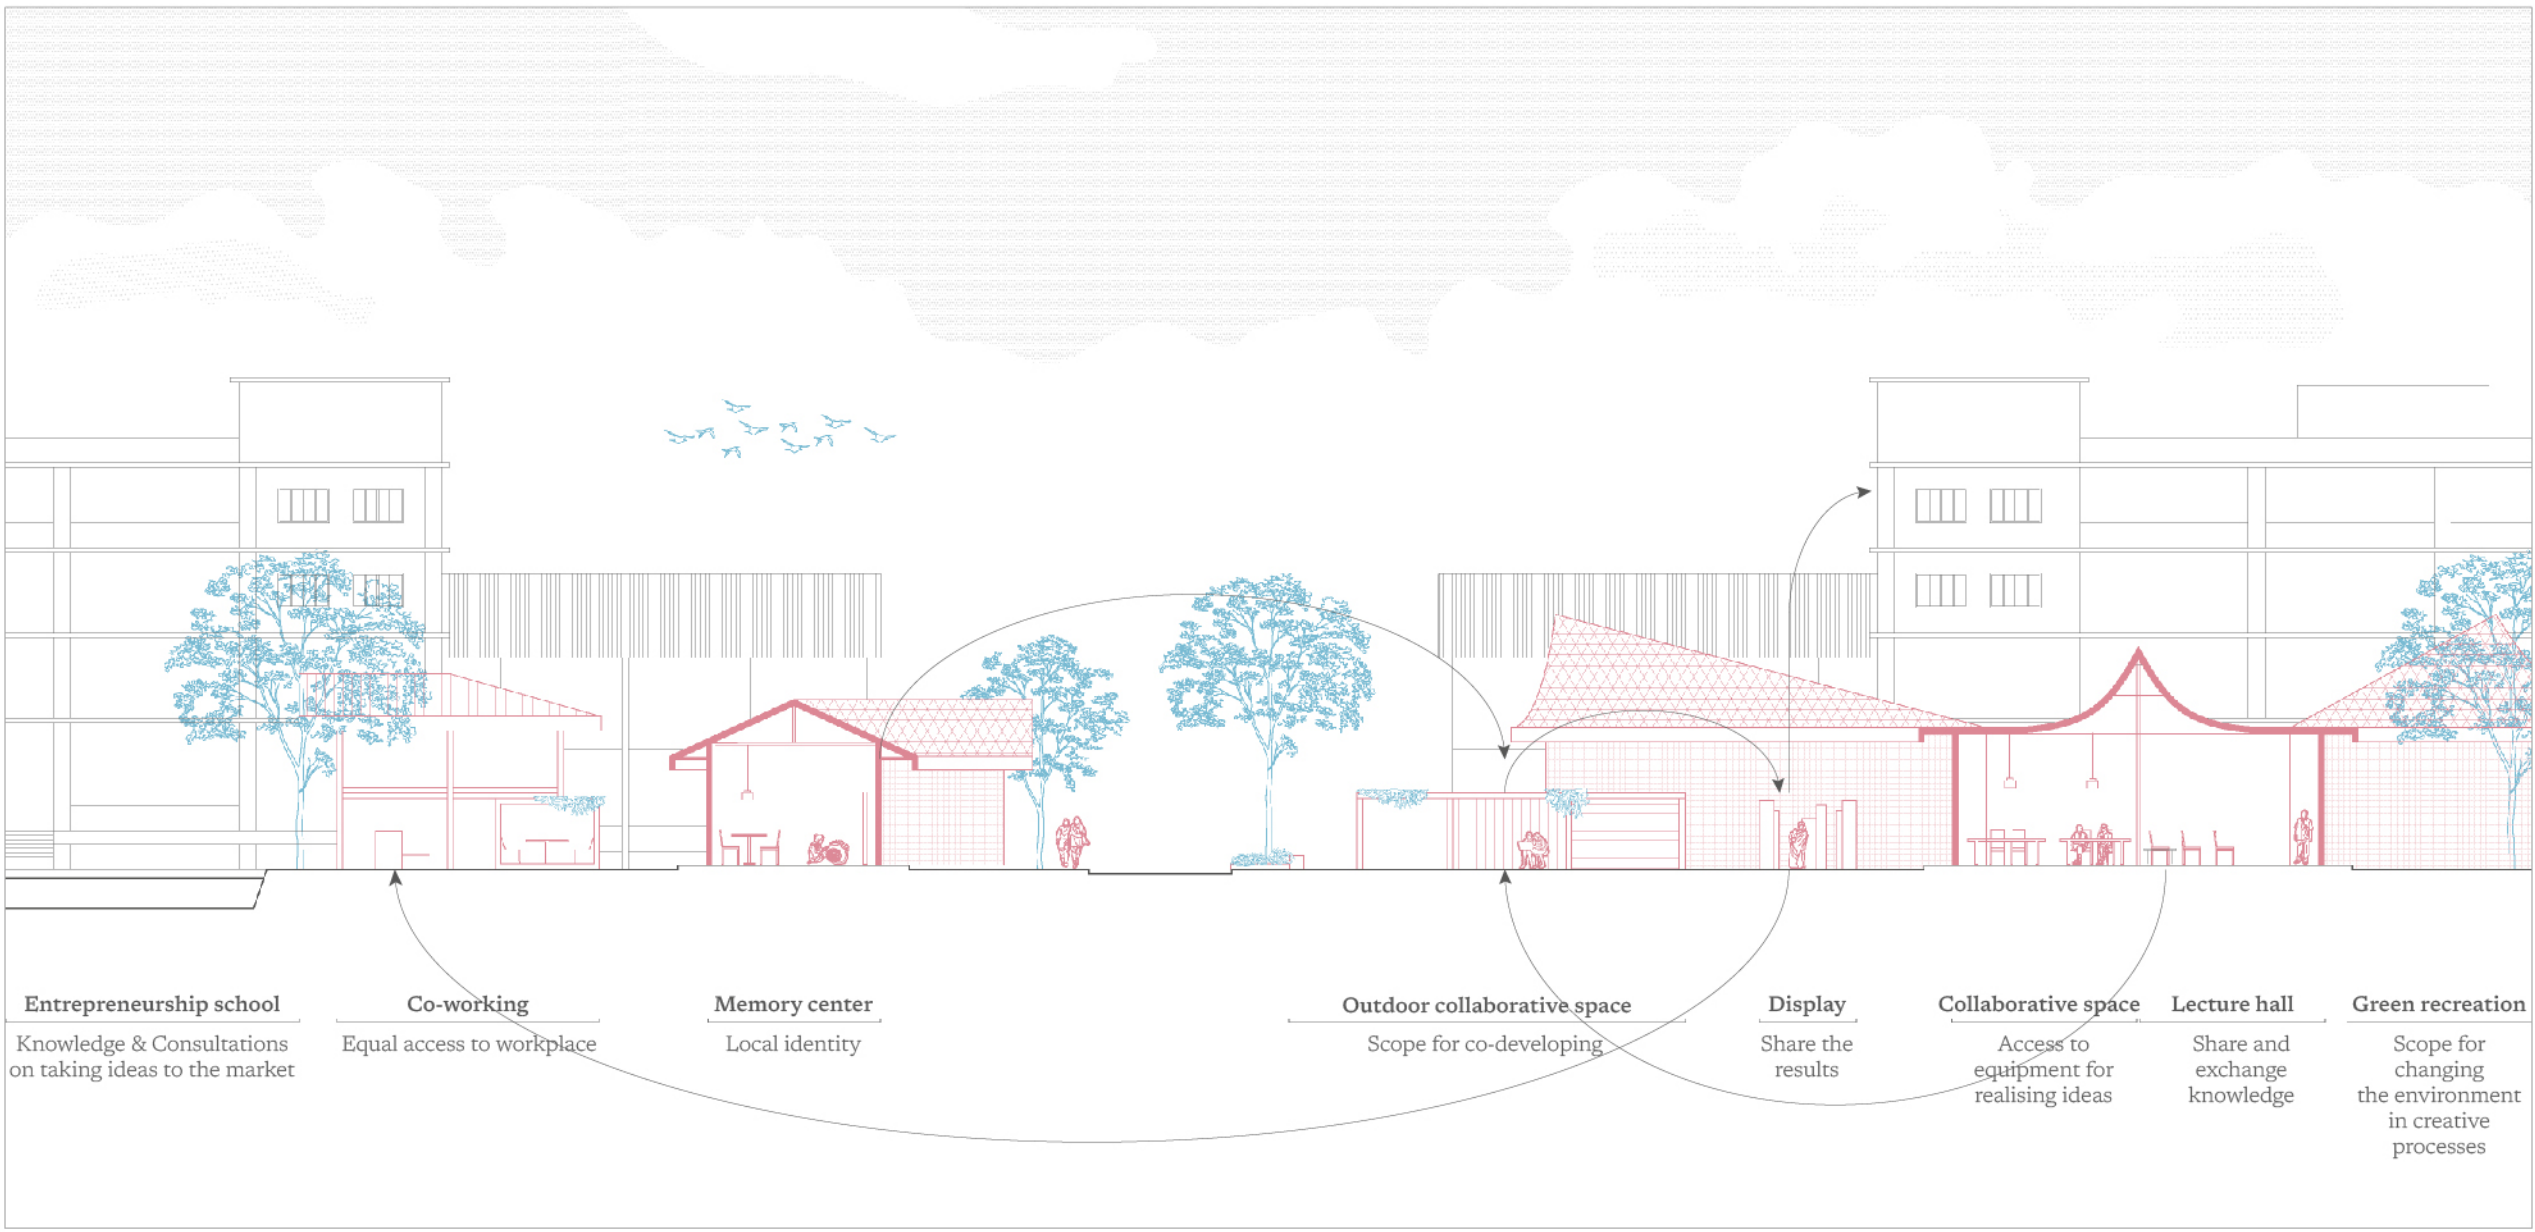 Entrepreneurship school
Knowledge & Consultations
on taking ideas to the market
Co-working
Equal access to workplace
Memory center
Local identity
Outdoor collaborative space
Scope for co-developing
Display
Share the
results
Collaborative space
Access to
equipment for
realising ideas
Lecture hall
Share and
exchange
knowledge
Green recreation
Scope for
changing
the environment
in creative
processes